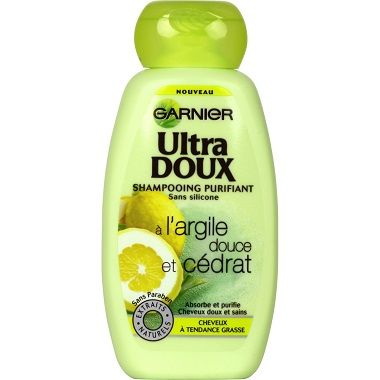 NOUVEAU
GARNIER
Ultra
DOUX
SHAMPOOING PURIFIANT
Sans silicone
à l'argile
douce
et cédrat
Sans Paraben
EXTRAITS
NATURELS
Absorbe et purifie
Cheveux doux et sains
CHEVEUX
À TENDANCE GRASSE